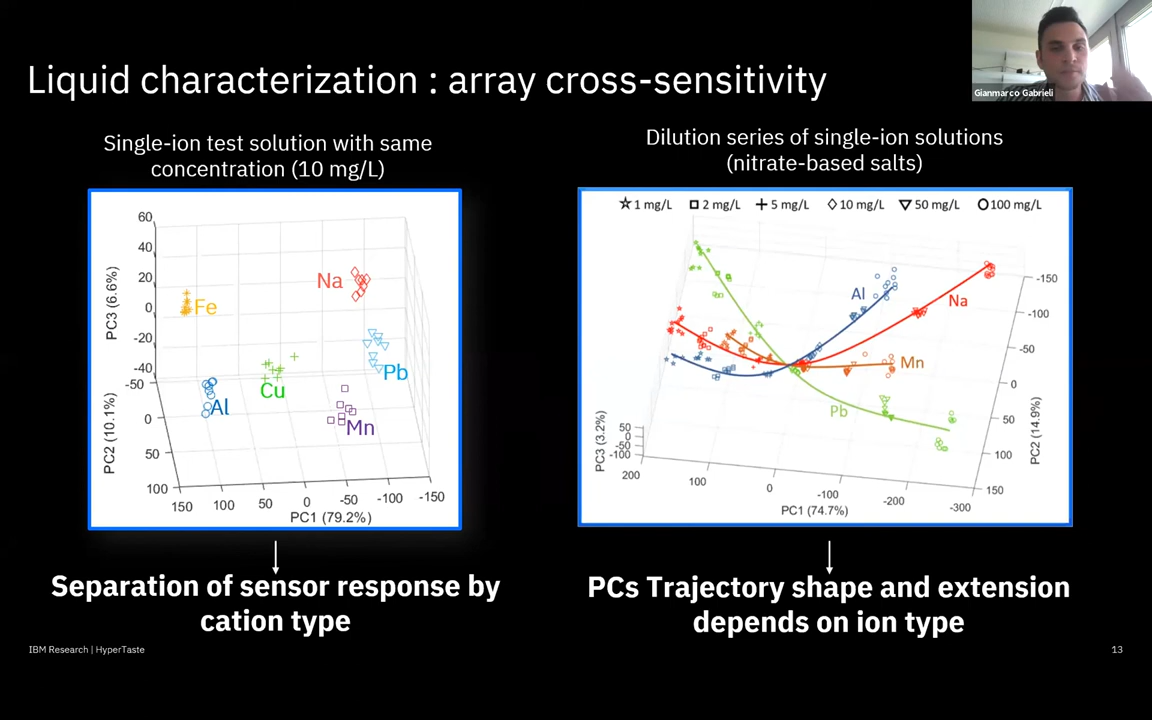 Liquid characterization : array cross-sensitivity
Gianmarco Gabrieli
Single-ion test solution with same
concentration (10 mg/L)
60
40
20
0
-20
-40
-50
0
50
100
PC3 (6.6%)
PC2 (10.1%)
150 100 50 0 -50 -100 -150
PC1 (79.2%)
Fe
Na
Pb
Cu
Al
Mn
Separation of sensor response by
cation type
Dilution series of single-ion solutions
(nitrate-based salts)
1 mg/L 2 mg/L 5 mg/L 10 mg/L 50 mg/L 100 mg/L
Al
Na
Mn
Pb
-150
-100
-50
0
50
100
150
PC2 (14.9%)
50
0
-50
-100
PC3 (3.2%)
200 100 0 -100 -200 -300
PC1 (74.7%)
PCs Trajectory shape and extension
depends on ion type
IBM Research | HyperTaste
13